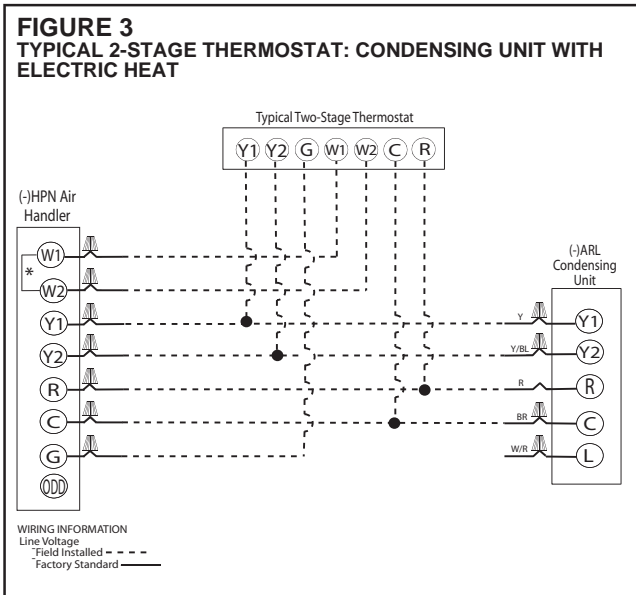 FIGURE 3
TYPICAL 2-STAGE THERMOSTAT: CONDENSING UNIT WITH
ELECTRIC HEAT
Typical Two-Stage Thermostat
Y1 Y2 G W1 W2 C R
(-)HPN Air
Handler
W1
*
W2
Y1
Y2
R
C
G
ODD
(-)ARL
Condensing
Unit
Y Y1
Y/BL Y2
R R
BR C
W/R L
WIRING INFORMATION
Line Voltage
-Field Installed
-Factory Standard